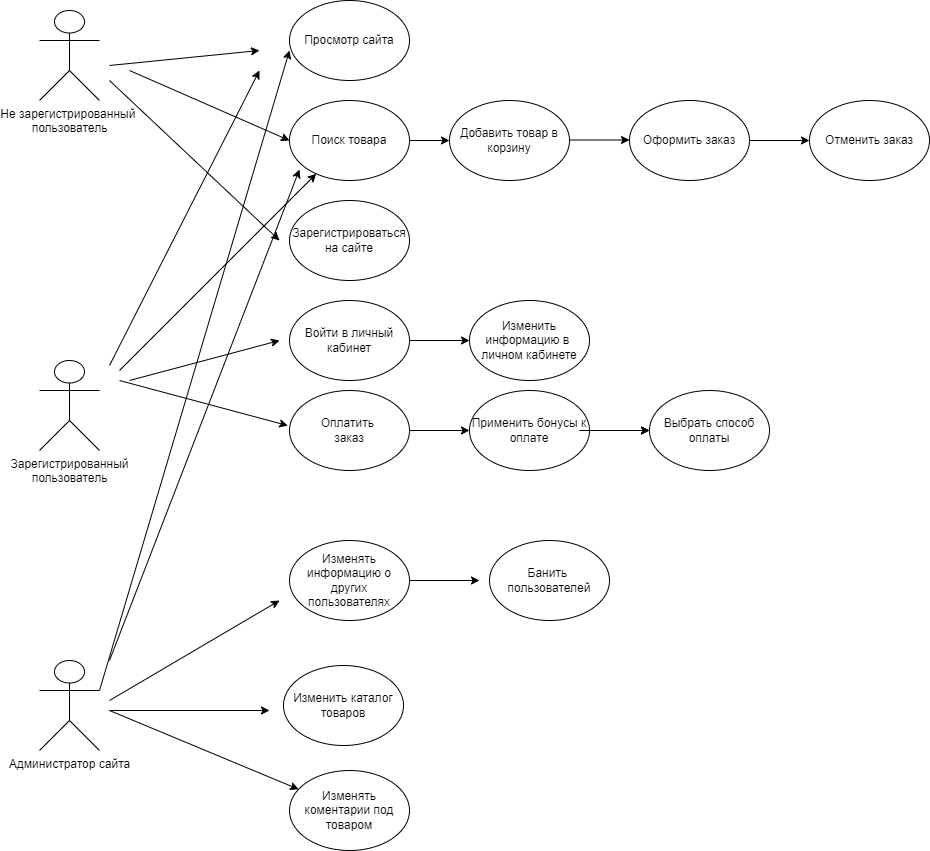 Просмотр сайта
Не зарегистрированный
пользователь
Поиск товара
Добавить товар в
корзину
Оформить заказ
Отменить заказ
Зарегистрироваться
на сайте
Войти в личный
кабинет
Изменить
информацию в
личном кабинете
Зарегистрированный
пользователь
Оплатить
заказ
Применить бонусы к
оплате
Выбрать способ
оплаты
Изменять
информацию о
других
пользователях
Банить
пользователей
Администратор сайта
Изменить каталог
товаров
Изменять
коментарии под
товаром